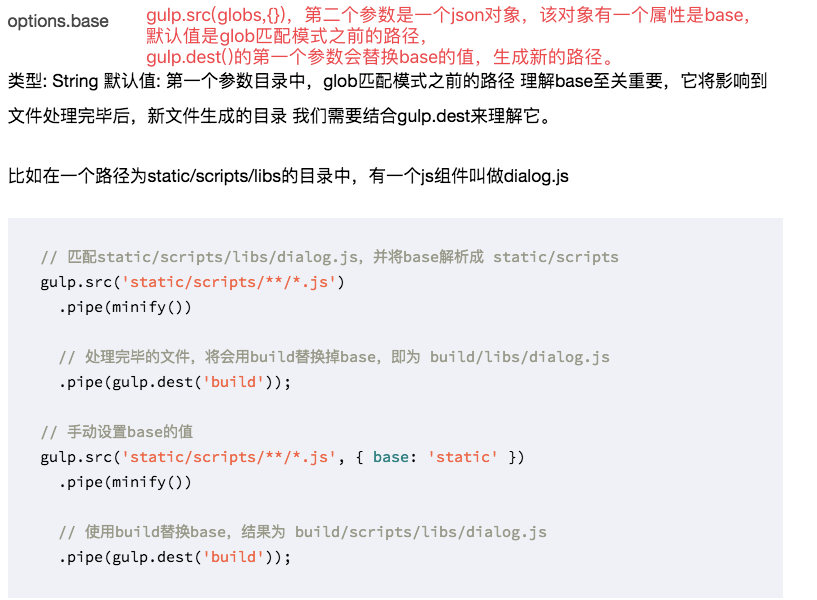 options.base
gulp.src(globs,{})，第二个参数是一个json对象，该对象有一个属性是base，
默认值是glob匹配模式之前的路径，
gulp.dest()的第一个参数会替换base的值，生成新的路径。
类型: String 默认值: 第一个参数目录中，glob匹配模式之前的路径 理解base至关重要，它将影响到
文件处理完毕后，新文件生成的目录 我们需要结合gulp.dest来理解它。
比如在一个路径为static/scripts/libs的目录中，有一个js组件叫做dialog.js
// 匹配static/scripts/libs/dialog.js，并将base解析成 static/scripts
gulp.src('static/scripts/**/*.js')
.pipe(minify())
// 处理完毕的文件，将会用build替换掉base，即为 build/libs/dialog.js
.pipe(gulp.dest('build'));
// 手动设置base的值
gulp.src('static/scripts/**/*.js', { base: 'static' })
.pipe(minify())
// 使用build替换base，结果为 build/scripts/libs/dialog.js
.pipe(gulp.dest('build'));